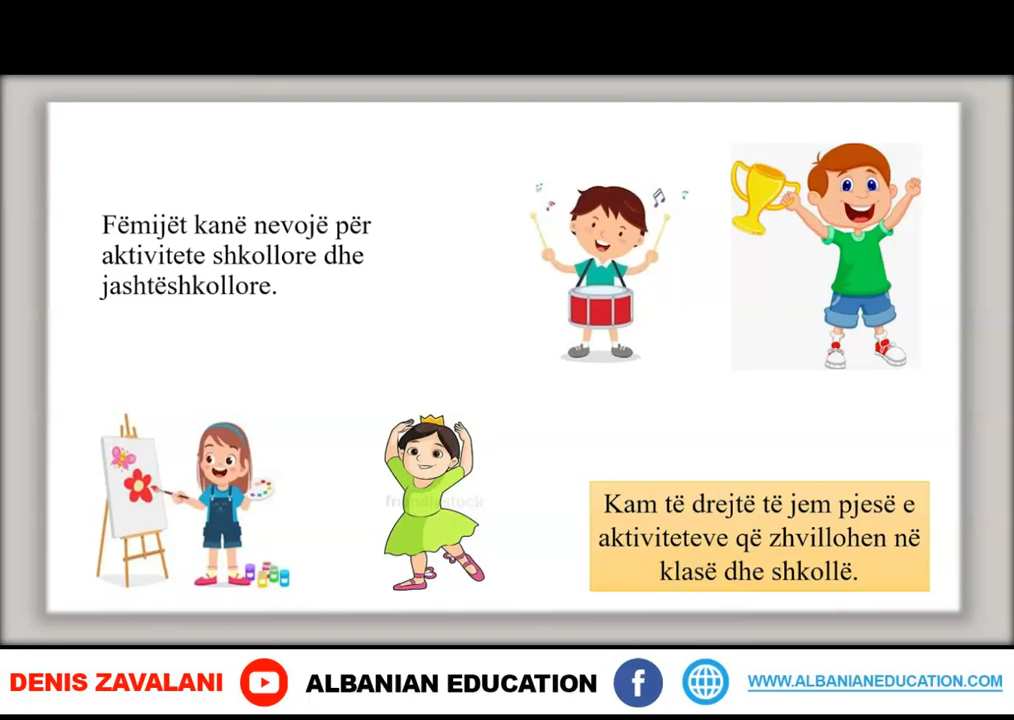 Fëmijët kanë nevojë për
aktivitete shkollore dhe
jashtëshkollore.
Kam të drejtë të jem pjesë e
aktiviteteve që zhvillohen në
klasë dhe shkollë.
DENIS ZAVALANI
ALBANIAN EDUCATION
WWW.ALBANIANEDUCATION.COM